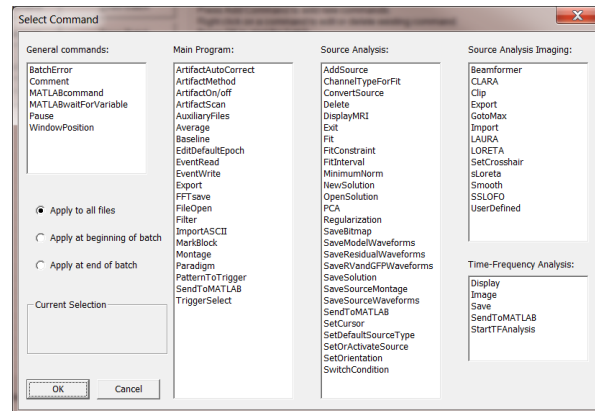 Select Command
General commands:
BatchError
Comment
MATLABcommand
MATLABwaitForVariable
Pause
WindowPosition
Apply to all files
Apply at beginning of batch
Apply at end of batch
Current Selection
OK
Cancel
Main Program:
ArtifactAutoCorrect
ArtifactMethod
ArtifactOn/off
ArtifactScan
AuxiliaryFiles
Average
Baseline
EditDefaultEpoch
EventRead
EventWrite
Export
FFTsave
FileOpen
Filter
ImportASCII
MarkBlock
Montage
Paradigm
PatternToTrigger
SendToMATLAB
TriggerSelect
Source Analysis:
AddSource
ChannelTypeForFit
ConvertSource
Delete
DisplayMRI
Exit
Fit
FitConstraint
FitInterval
MinimumNorm
NewSolution
OpenSolution
PCA
Regularization
SaveBitmap
SaveModelWaveforms
SaveResidualWaveforms
SaveRVandGFPWaveforms
SaveSolution
SaveSourceMontage
SaveSourceWaveforms
SendToMATLAB
SetCursor
SetDefaultSourceType
SetOrActivateSource
SetOrientation
SwitchCondition
Source Analysis Imaging:
Beamformer
CLARA
Clip
Export
GotoMax
Import
LAURA
LORETA
SetCrosshair
sLoreta
Smooth
SSLOFO
UserDefined
Time-Frequency Analysis:
Display
Image
Save
SendToMATLAB
StartTFAnalysis